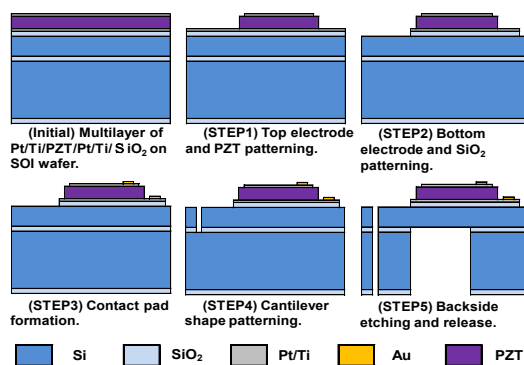 (Initial) Multilayer of
Pt/Ti/PZT/Pt/Ti/ SiO₂ on
SOI wafer.
(STEP1) Top electrode
and PZT patterning.
(STEP2) Bottom
electrode and SiO₂
patterning.
(STEP3) Contact pad
formation.
(STEP4) Cantilever
shape patterning.
(STEP5) Backside
etching and release.
Si
SiO₂
Pt/Ti
Au
PZT